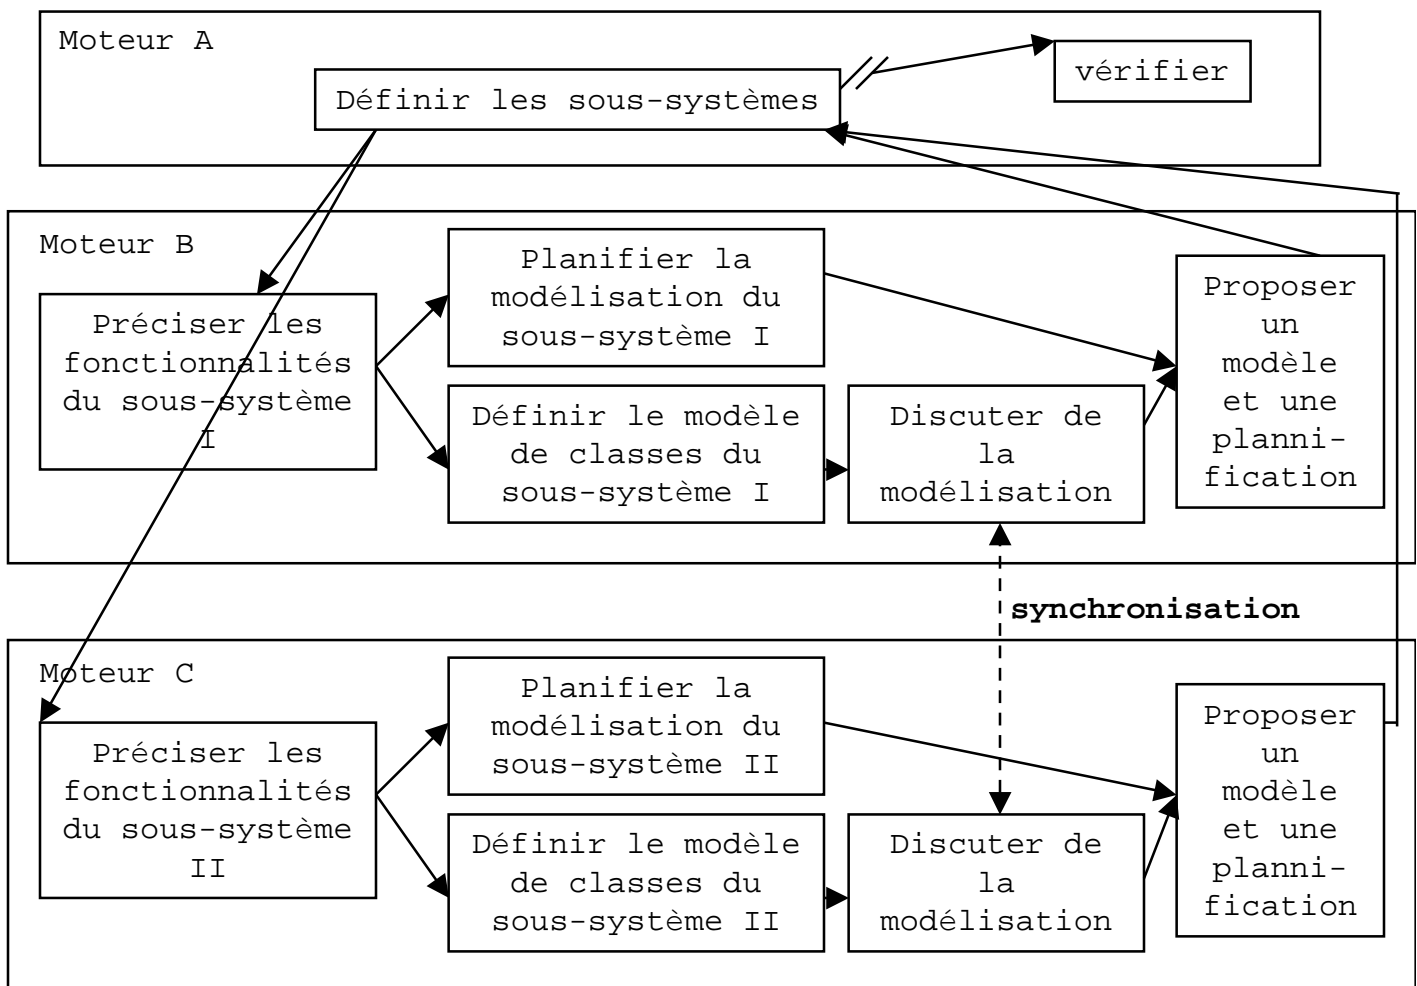 Moteur A
vérifier
Définir les sous-systèmes
Moteur B
Préciser les
fonctionnalités
du sous-système
I
Planifier la
modélisation du
sous-système I
Définir le modèle
de classes du
sous-système I
Discuter de
la
modélisation
Proposer
un
modèle
et une
planni-
fication
synchronisation
Moteur C
Préciser les
fonctionnalités
du sous-système
II
Planifier la
modélisation du
sous-système II
Définir le modèle
de classes du
sous-système II
Discuter de
la
modélisation
Proposer
un
modèle
et une
planni-
fication